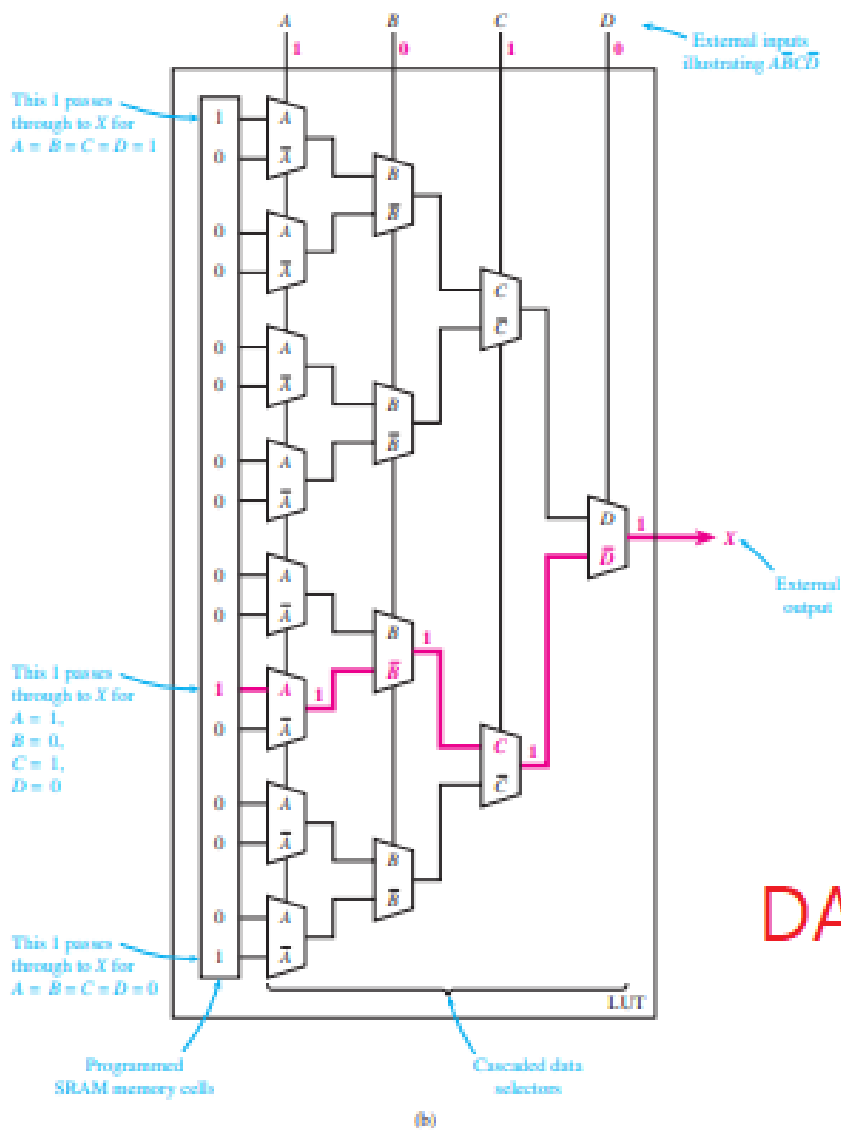 A B C D
1 0 1 0
External inputs
illustrating AB̅CD̅
This 1 passes
through to X for
A = B = C = D = 1
1 A
0 A̅
B
B̅
0 A
0 A̅
C
C̅
0 A
0 A̅
B
B̅
0 A
0 A̅
D 1 X
D̅
External
output
0 A
0 A̅
B 1
B̅
This 1 passes
through to X for
A = 1,
B = 0,
C = 1,
D = 0
1 A 1
0 A̅
C 1
C̅
0 A
0 A̅
B
B̅
0 A
1 A̅
This 1 passes
through to X for
A = B = C = D = 0
DA
LUT
Programmed
SRAM memory cells
Cascaded data
selectors
(b)